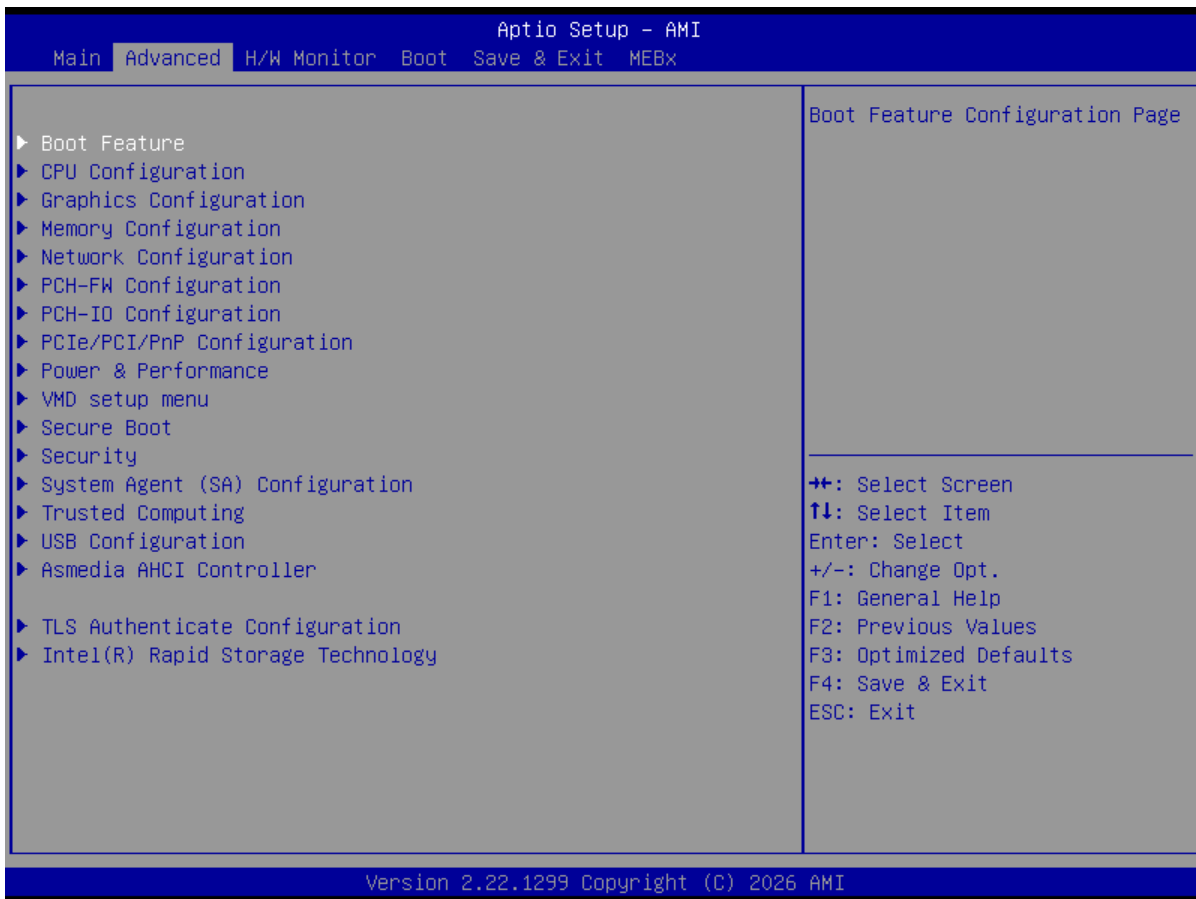 Aptio Setup – AMI
Main Advanced H/W Monitor Boot Save & Exit MEBx
Boot Feature Configuration Page
▶ Boot Feature
▶ CPU Configuration
▶ Graphics Configuration
▶ Memory Configuration
▶ Network Configuration
▶ PCH-FW Configuration
▶ PCH-IO Configuration
▶ PCIe/PCI/PnP Configuration
▶ Power & Performance
▶ VMD setup menu
▶ Secure Boot
▶ Security
▶ System Agent (SA) Configuration
▶ Trusted Computing
▶ USB Configuration
▶ Asmedia AHCI Controller
▶ TLS Authenticate Configuration
▶ Intel(R) Rapid Storage Technology
→←: Select Screen
↑↓: Select Item
Enter: Select
+/-: Change Opt.
F1: General Help
F2: Previous Values
F3: Optimized Defaults
F4: Save & Exit
ESC: Exit
Version 2.22.1299 Copyright (C) 2026 AMI